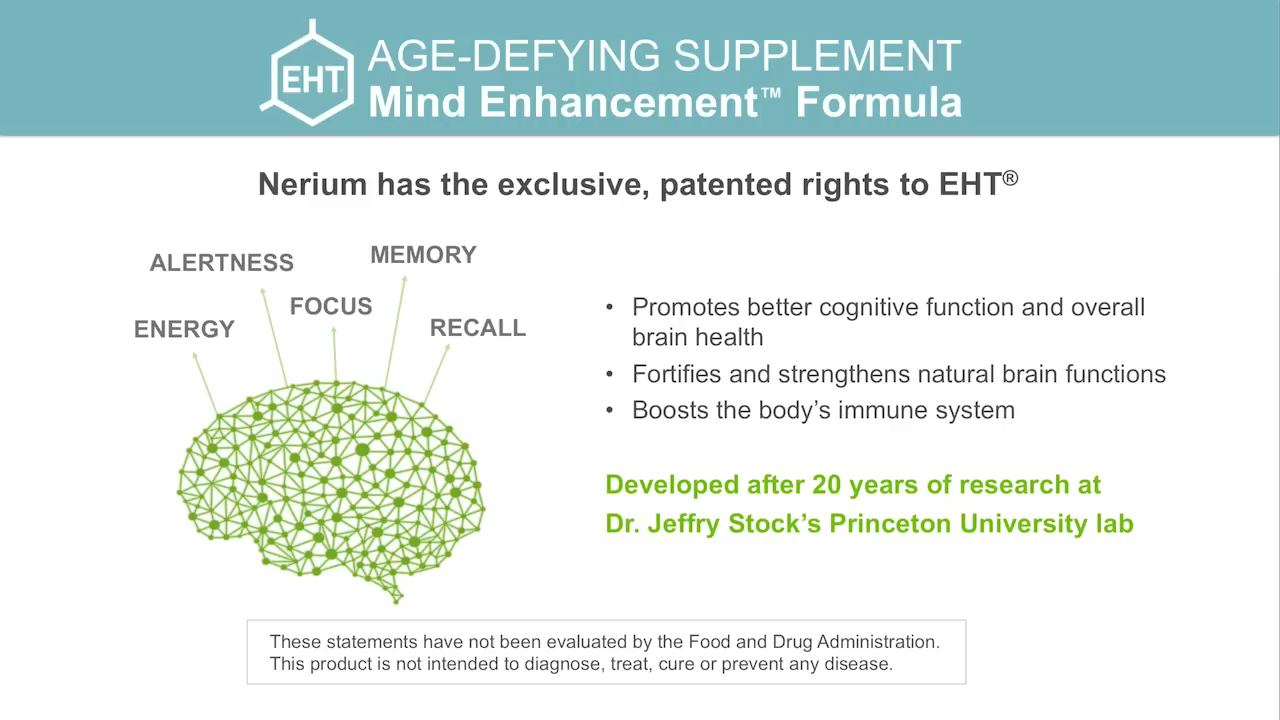 EHT
AGE-DEFYING SUPPLEMENT
Mind Enhancement™ Formula
Nerium has the exclusive, patented rights to EHT®
ALERTNESS
MEMORY
FOCUS
ENERGY
RECALL
• Promotes better cognitive function and overall
brain health
• Fortifies and strengthens natural brain functions
• Boosts the body’s immune system
Developed after 20 years of research at
Dr. Jeffry Stock’s Princeton University lab
These statements have not been evaluated by the Food and Drug Administration.
This product is not intended to diagnose, treat, cure or prevent any disease.